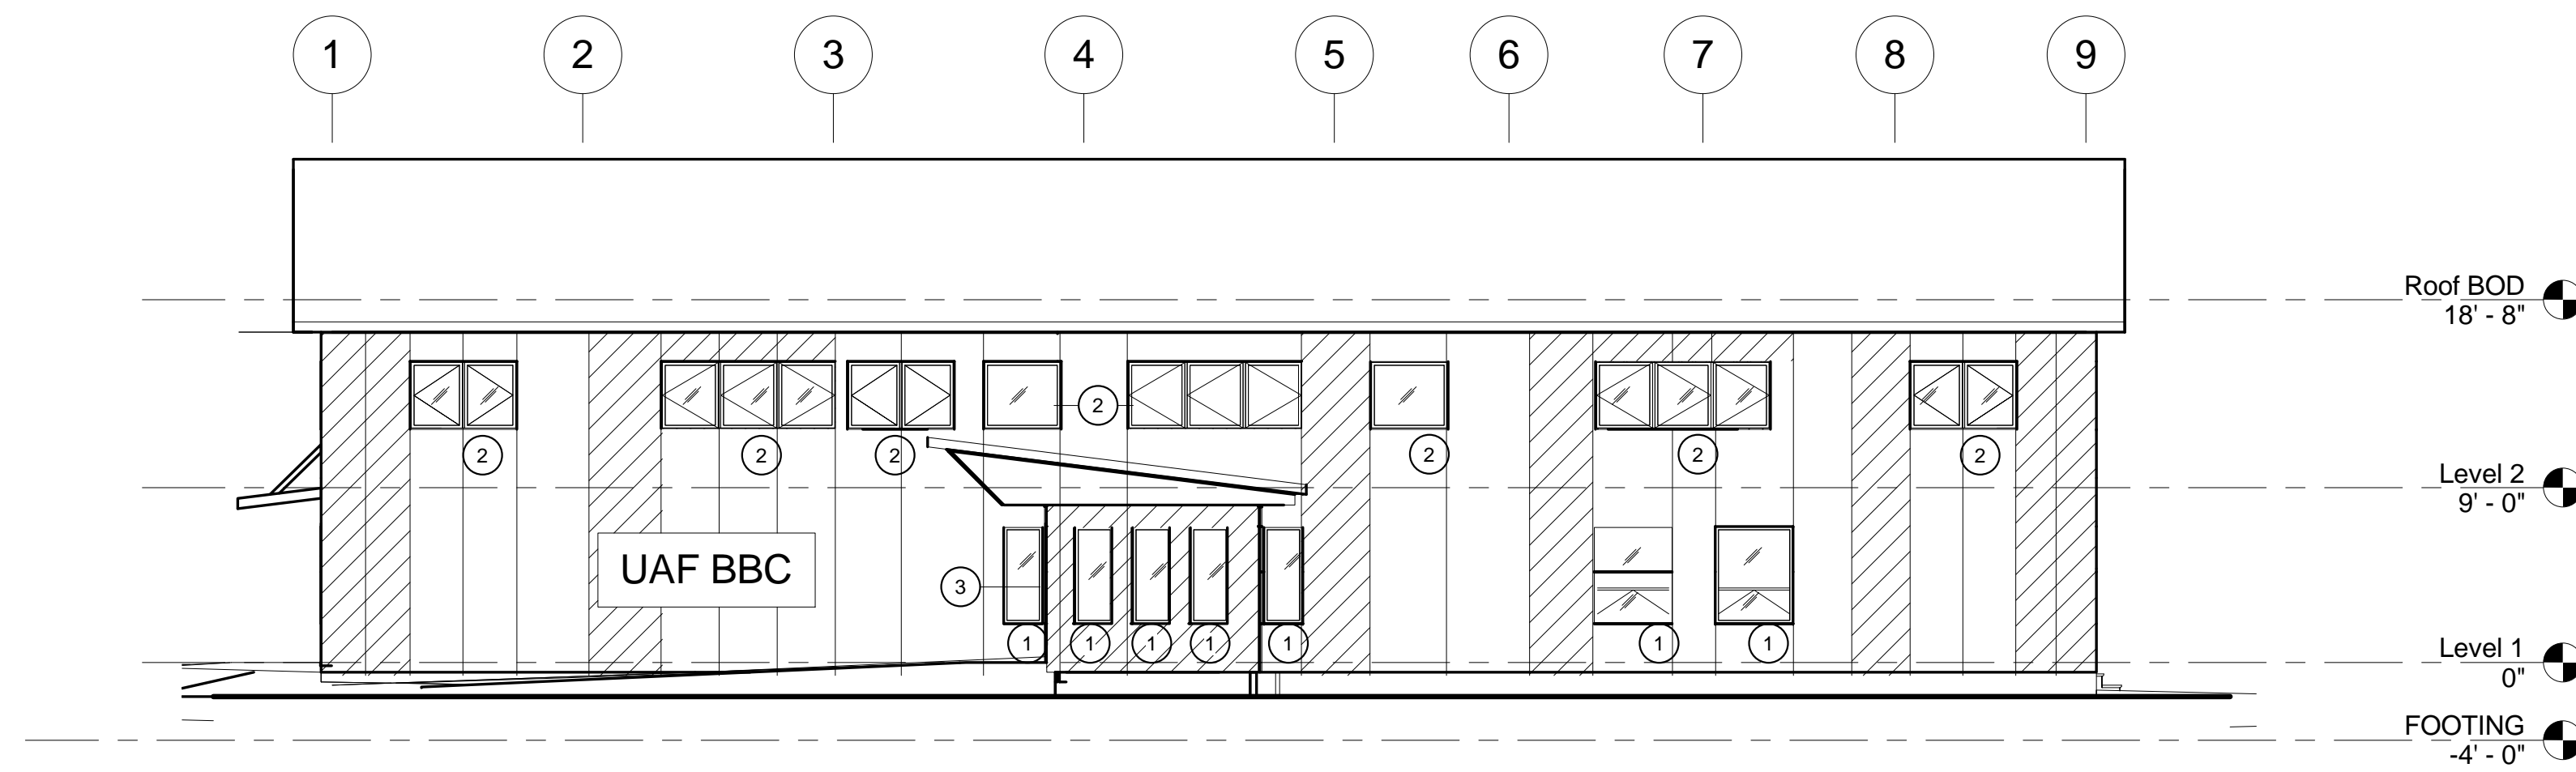 1 2 3 4 5 6 7 8 9
Roof BOD
18' - 8"
2
2 2 2 2 2 2
Level 2
9' - 0"
UAF BBC
3
1 1 1 1 1 1 1
Level 1
0"
FOOTING
-4' - 0"